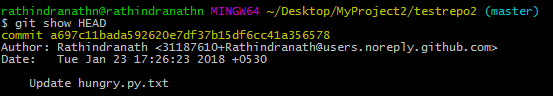 rathindranathn@rathindranathn MINGW64 ~/Desktop/MyProject2/testrepo2 (master)
$ git show HEAD
commit a697c11bada592620e7df37b15df6cc41a356578
Author: Rathindranath <31187610+Rathindranath@users.noreply.github.com>
Date:   Tue Jan 23 17:26:23 2018 +0530
    Update hungry.py.txt